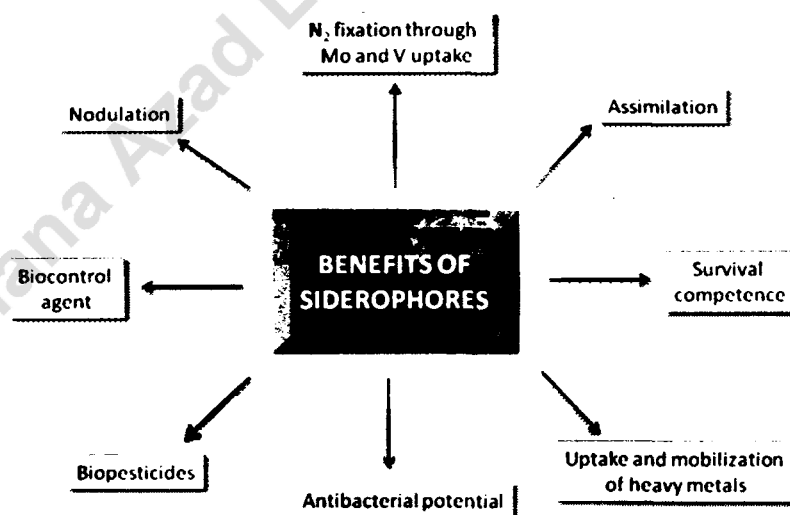 N₂ fixation through
Mo and V uptake
Nodulation
Assimilation
BENEFITS OF
SIDEROPHORES
Biocontrol
agent
Survival
competence
Biopesticides
Antibacterial potential
Uptake and mobilization
of heavy metals
Azad